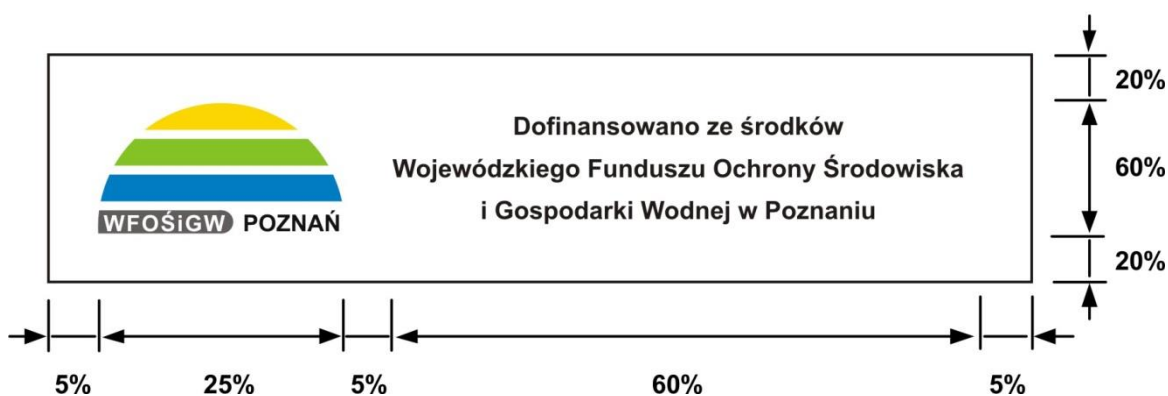 20%
Dofinansowano ze środków
Wojewódzkiego Funduszu Ochrony Środowiska
60%
i Gospodarki Wodnej w Poznaniu
WFOŚiGW POZNAŃ
20%
5% 25% 5% 60% 5%